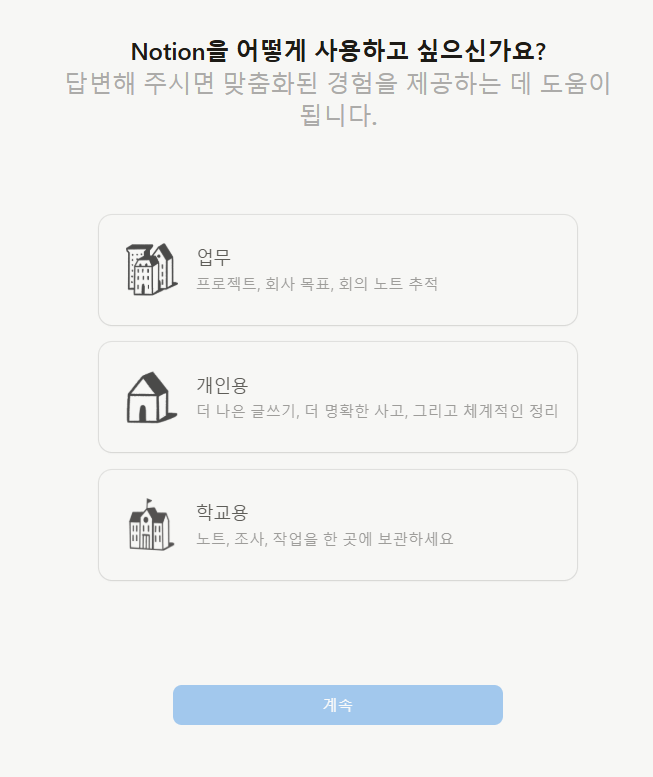 Notion을 어떻게 사용하고 싶으신가요?
답변해 주시면 맞춤화된 경험을 제공하는 데 도움이
됩니다.
업무
프로젝트, 회사 목표, 회의 노트 추적
개인용
더 나은 글쓰기, 더 명확한 사고, 그리고 체계적인 정리
학교용
노트, 조사, 작업을 한 곳에 보관하세요
계속